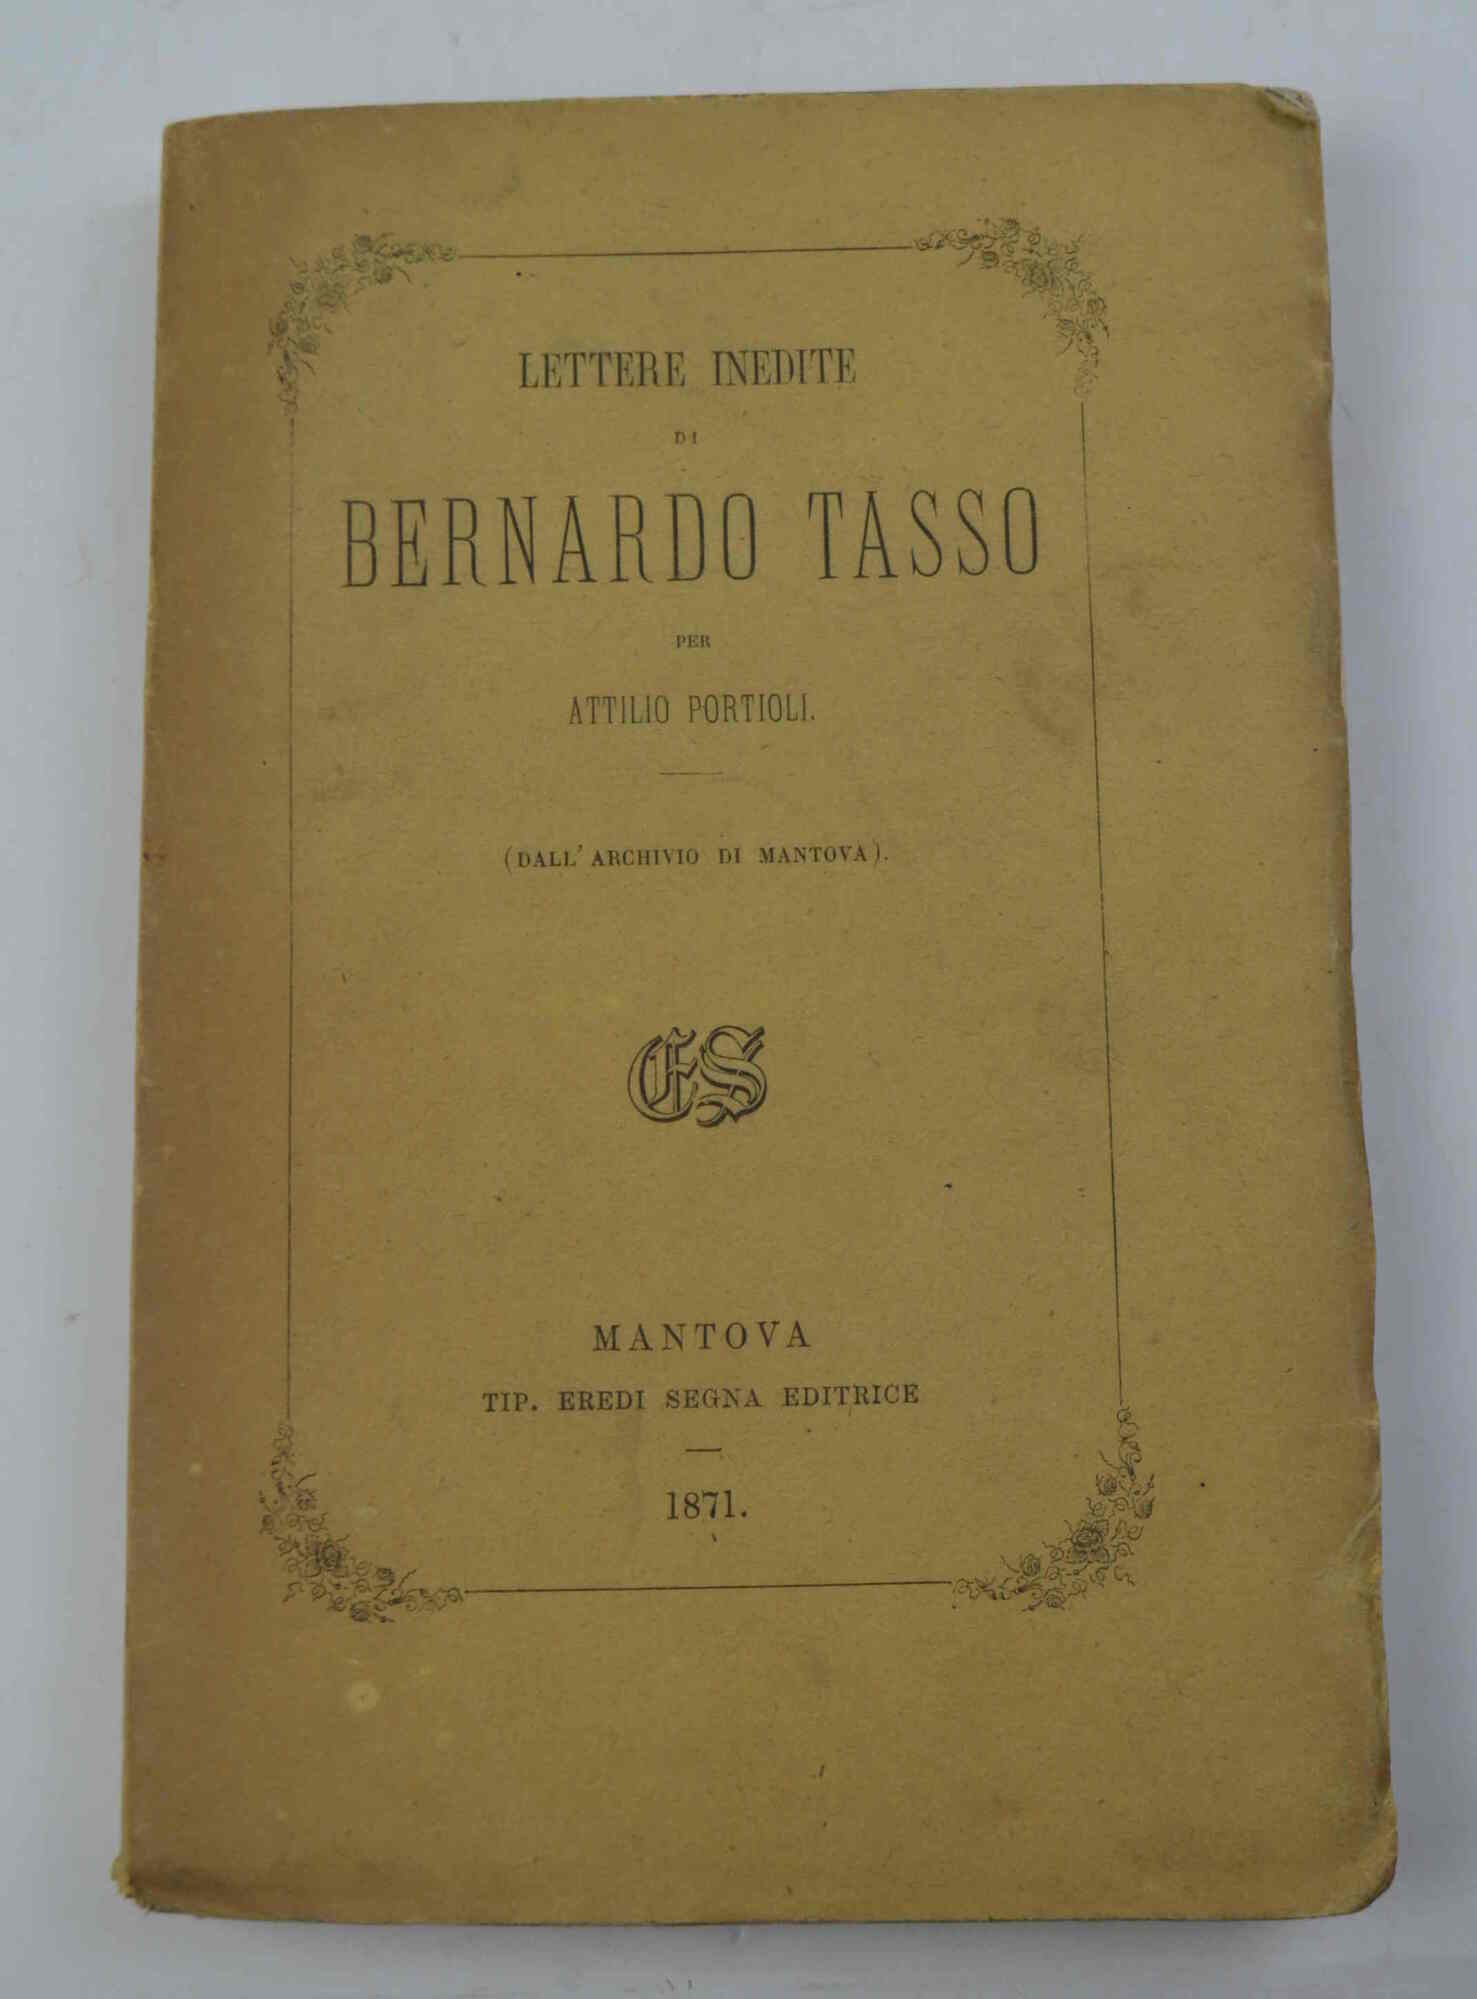 LETTERE INEDITE
DI
BERNARDO TASSO
PER
ATTILIO PORTIOLI.
(DALL' ARCHIVIO DI MANTOVA).
ES
MANTOVA
TIP. EREDI SEGNA EDITRICE
1871.